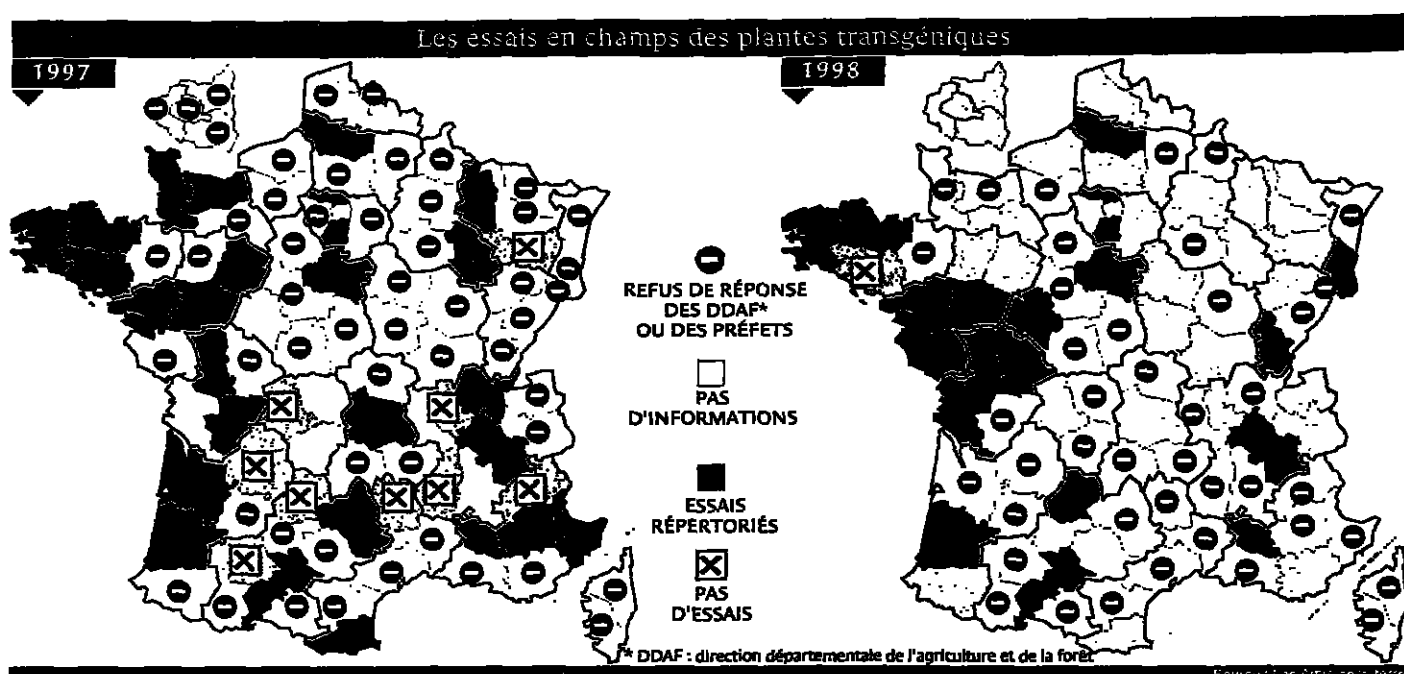 Les essais en champs des plantes transgéniques
1997
1998
REFUS DE RÉPONSE
DES DDAF*
OU DES PRÉFETS
PAS
D'INFORMATIONS
ESSAIS
RÉPERTORIÉS
PAS
D'ESSAIS
* DDAF : direction départementale de l'agriculture et de la forêt